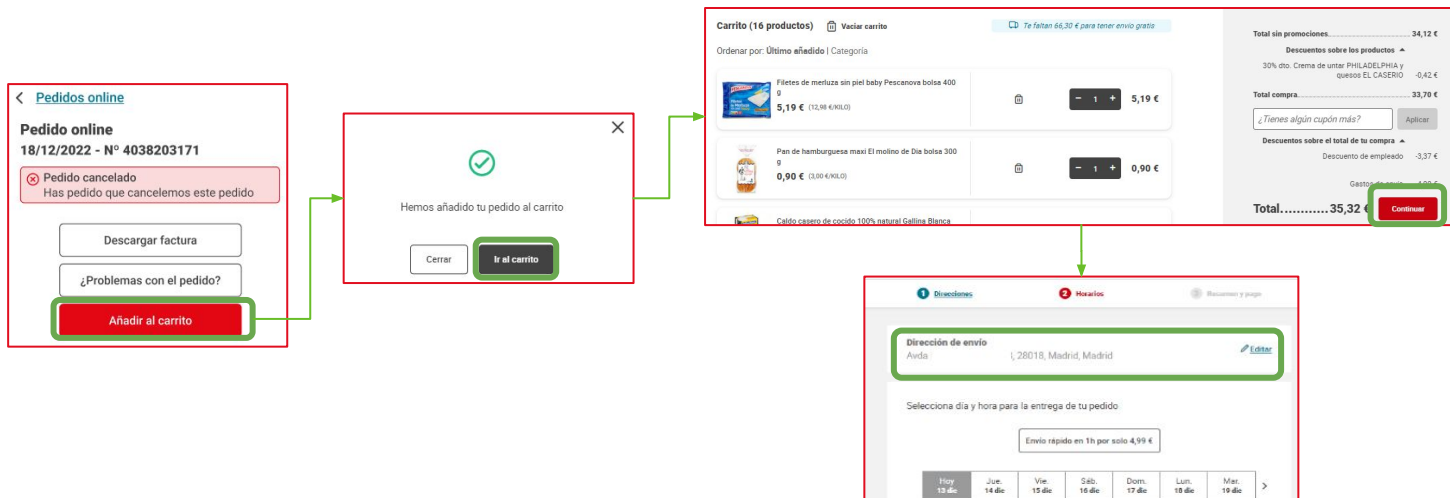 Pedidos online
Pedido online
18/12/2022 - Nº 4038203171
Pedido cancelado
Has pedido que cancelemos este pedido
Descargar factura
¿Problemas con el pedido?
Añadir al carrito
Hemos añadido tu pedido al carrito
Cerrar
Ir al carrito
Carrito (16 productos)
Vaciar carrito
Te faltan 66,30 € para tener envío gratis
Ordenar por: Último añadido | Categoría
Filetes de merluza sin piel baby Pescanova bolsa 400
g
5,19 € (12,98 €/KILO)
- 1 +
5,19 €
Pan de hamburguesa maxi El molino de Dia bolsa 300
g
0,90 € (3,00 €/KILO)
- 1 +
0,90 €
Caldo casero de cocido 100% natural Gallina Blanca
Total sin promociones 34,12 €
Descuentos sobre los productos
30% dto. Crema de untar PHILADELPHIA y
quesos EL CASERIO -0,42 €
Total compra 33,70 €
¿Tienes algún cupón más?
Aplicar
Descuentos sobre el total de tu compra
Descuento de empleado -3,37 €
Gastos de envío
Total............35,32 €
Continuar
1 Direcciones
2 Horarios
3 Resumen y pago
Dirección de envío
Avda , 28018, Madrid, Madrid
Editar
Selecciona día y hora para la entrega de tu pedido
Envío rápido en 1h por solo 4,99 €
Hoy
13 dic
Jue.
14 dic
Vie.
15 dic
Sáb.
16 dic
Dom.
17 dic
Lun.
18 dic
Mar.
19 dic